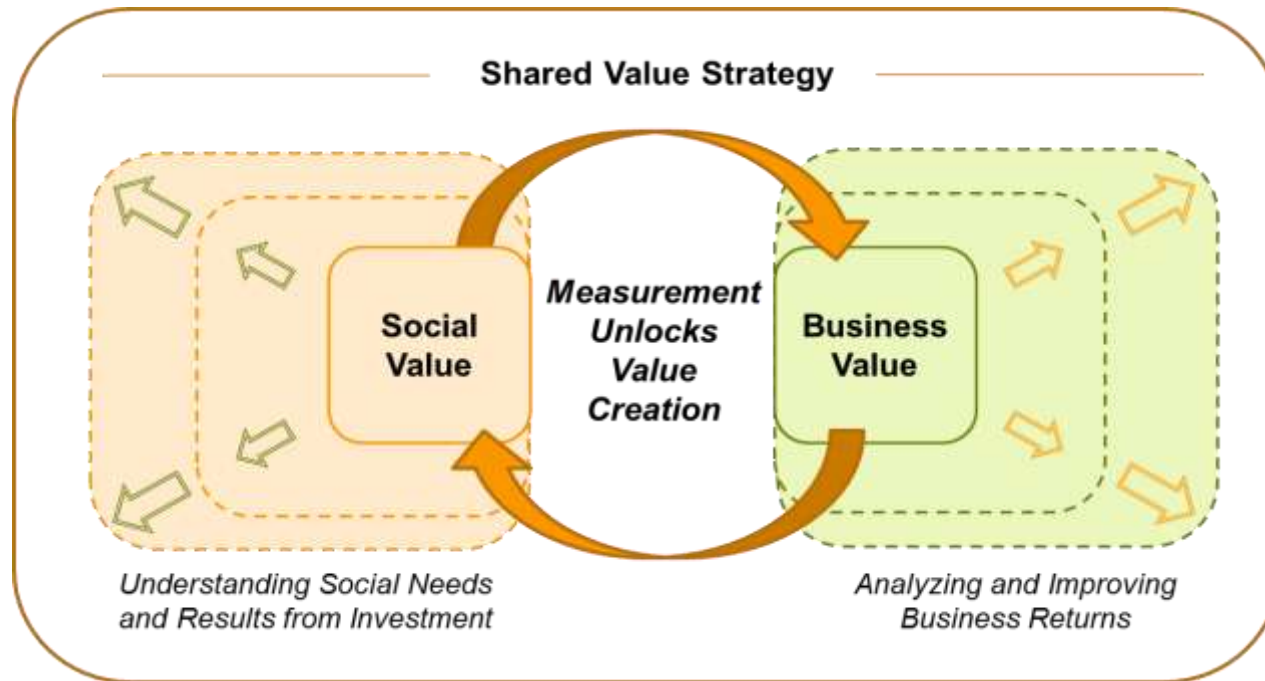 Shared Value Strategy
Social
Value
Measurement
Unlocks
Value
Creation
Business
Value
Understanding Social Needs
and Results from Investment
Analyzing and Improving
Business Returns